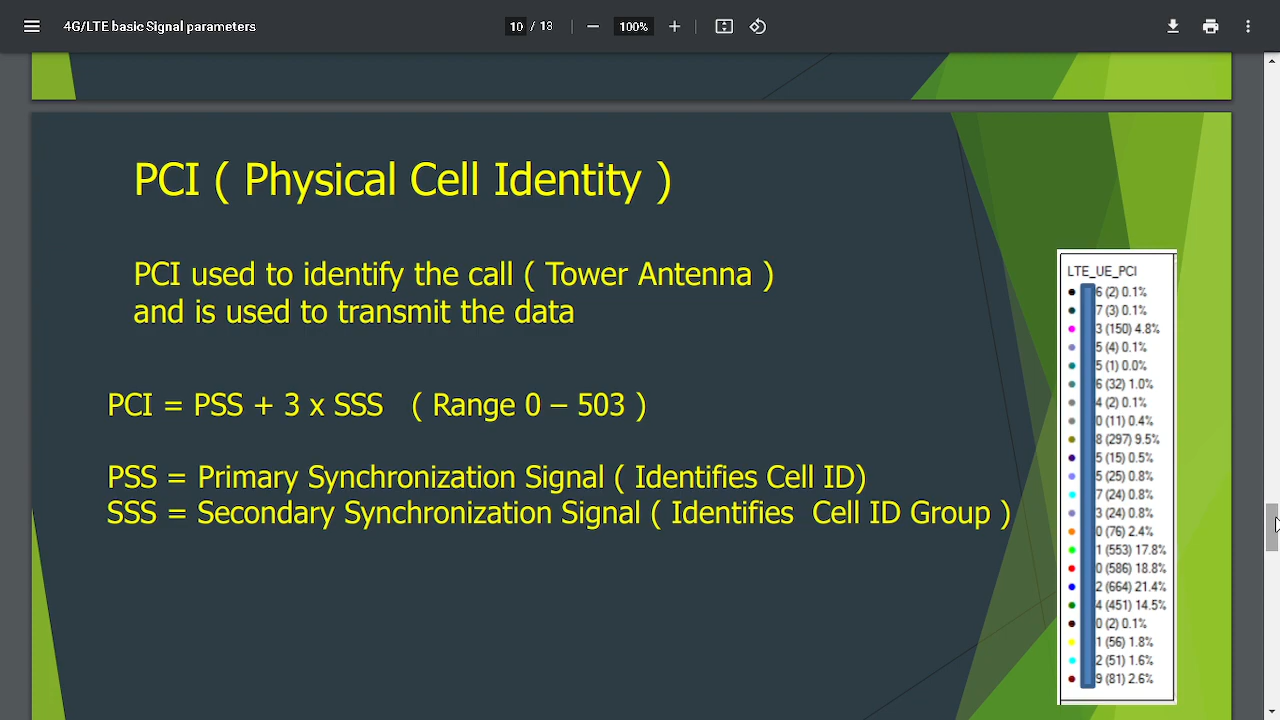 4G/LTE basic Signal parameters
10 / 18
100%
PCI ( Physical Cell Identity )
PCI used to identify the call ( Tower Antenna )
and is used to transmit the data
PCI = PSS + 3 x SSS ( Range 0 – 503 )
PSS = Primary Synchronization Signal ( Identifies Cell ID)
SSS = Secondary Synchronization Signal ( Identifies Cell ID Group )
LTE_UE_PCI
6 (2) 0.1%
7 (3) 0.1%
3 (150) 4.8%
5 (4) 0.1%
5 (1) 0.0%
6 (32) 1.0%
4 (2) 0.1%
0 (11) 0.4%
8 (297) 9.5%
5 (15) 0.5%
5 (25) 0.8%
7 (24) 0.8%
3 (24) 0.8%
0 (76) 2.4%
1 (553) 17.8%
0 (586) 18.8%
2 (664) 21.4%
4 (451) 14.5%
0 (2) 0.1%
1 (56) 1.8%
2 (51) 1.6%
9 (81) 2.6%